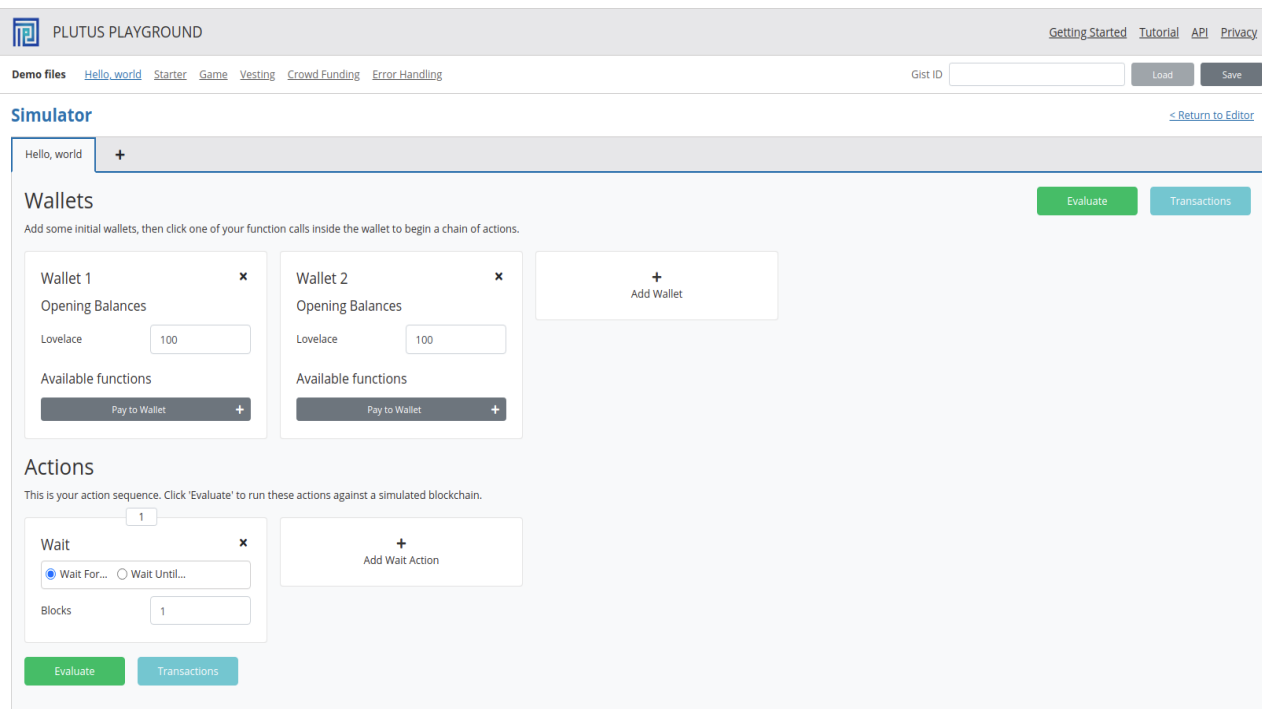 PLUTUS PLAYGROUND
Getting Started Tutorial API Privacy
Demo files Hello, world Starter Game Vesting Crowd Funding Error Handling
Gist ID Load Save
Simulator
< Return to Editor
Hello, world +
Wallets
Evaluate Transactions
Add some initial wallets, then click one of your function calls inside the wallet to begin a chain of actions.
Wallet 1 ×
Opening Balances
Lovelace 100
Available functions
Pay to Wallet +
Wallet 2 ×
Opening Balances
Lovelace 100
Available functions
Pay to Wallet +
+
Add Wallet
Actions
This is your action sequence. Click 'Evaluate' to run these actions against a simulated blockchain.
1
Wait ×
Wait For... Wait Until...
Blocks 1
+
Add Wait Action
Evaluate Transactions